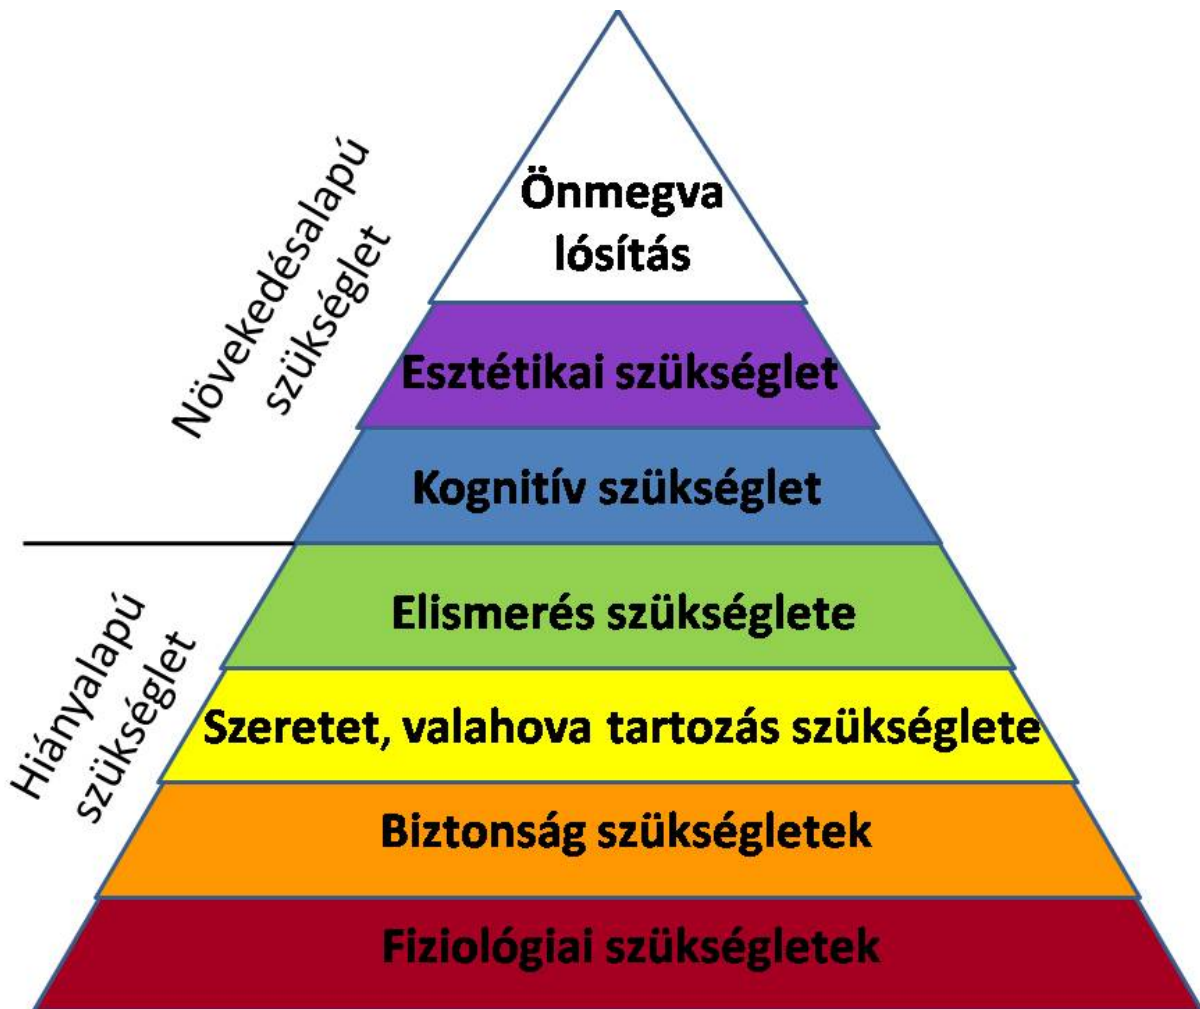 Önmegva
lósítás
Esztétikai szükséglet
Kognitív szükséglet
Elismerés szükséglete
Szeretet, valahova tartozás szükséglete
Biztonság szükségletek
Fiziológiai szükségletek
Növekedésalapú
szükséglet
Hiányalapú
szükséglet